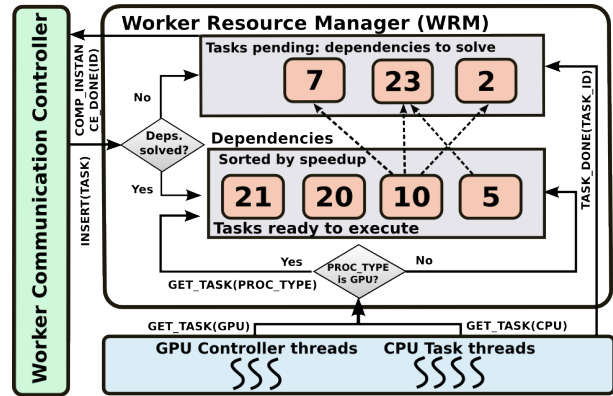 Worker Resource Manager (WRM)
Worker Communication Controller
COMP_INSTAN
CE_DONE(ID)
INSERT(TASK)
Tasks pending: dependencies to solve
7
23
2
No
Deps.
solved?
Yes
Dependencies
Sorted by speedup
21
20
10
5
Tasks ready to execute
TASK_DONE(TASK_ID)
Yes
PROC_TYPE
is GPU?
No
GET_TASK(PROC_TYPE)
GET_TASK(GPU)
GET_TASK(CPU)
GPU Controller threads
CPU Task threads